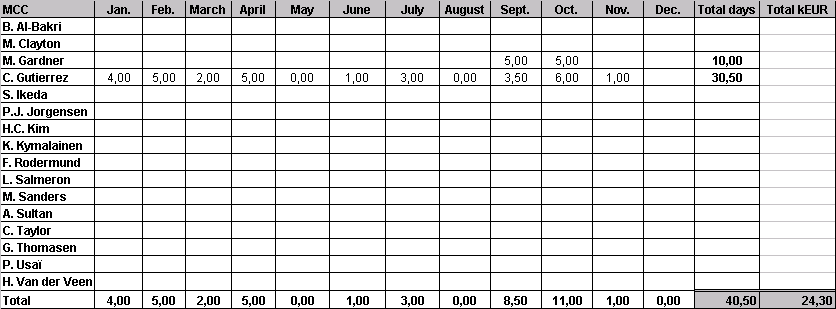 MCC Jan. Feb. March April May June July August Sept. Oct. Nov. Dec. Total days Total kEUR
B. Al-Bakri
M. Clayton
M. Gardner 5,00 5,00 10,00
C. Gutierrez 4,00 5,00 2,00 5,00 0,00 1,00 3,00 0,00 3,50 6,00 1,00 30,50
S. Ikeda
P.J. Jorgensen
H.C. Kim
K. Kymalainen
F. Rodermund
L. Salmeron
M. Sanders
A. Sultan
C. Taylor
G. Thomasen
P. Usaï
H. Van der Veen
Total 4,00 5,00 2,00 5,00 0,00 1,00 3,00 0,00 8,50 11,00 1,00 0,00 40,50 24,30